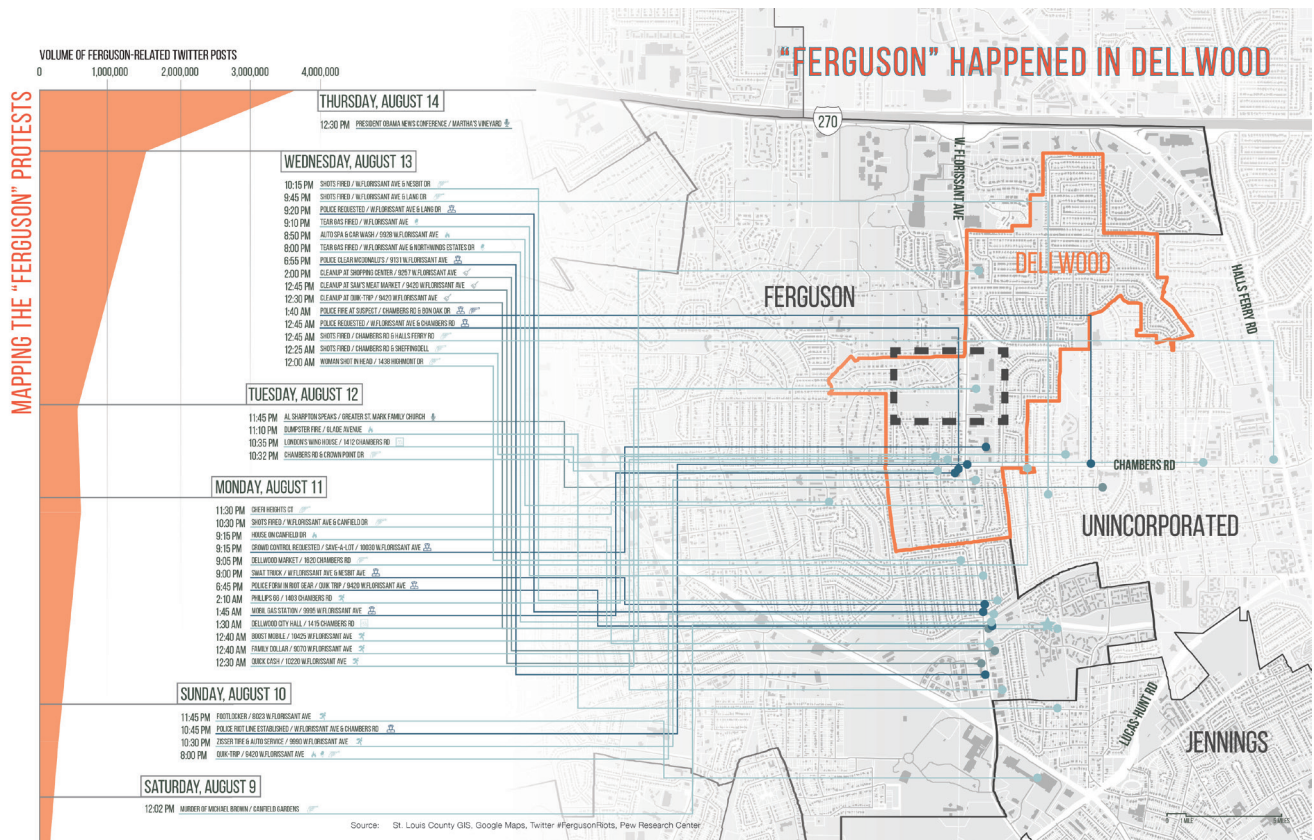 VOLUME OF FERGUSON-RELATED TWITTER POSTS
0 1,000,000 2,000,000 3,000,000 4,000,000
"FERGUSON" HAPPENED IN DELLWOOD
MAPPING THE "FERGUSON" PROTESTS
THURSDAY, AUGUST 14
12:30 PM PRESIDENT OBAMA NEWS CONFERENCE / MARTHA'S VINEYARD
WEDNESDAY, AUGUST 13
10:15 PM SHOTS FIRED / W.FLORISSANT AVE & NESBIT DR
9:45 PM SHOTS FIRED / W.FLORISSANT AVE & LANG DR
9:20 PM POLICE REQUESTED / W.FLORISSANT AVE & LANG DR
9:10 PM TEAR GAS FIRED / W.FLORISSANT AVE
8:50 PM AUTO SPA & CAR WASH / 9928 W.FLORISSANT AVE
8:00 PM TEAR GAS FIRED / W.FLORISSANT AVE & NORTHWINDS ESTATES DR
6:55 PM POLICE CLEAR MCDONALD'S / 9131 W.FLORISSANT AVE
2:00 PM CLEANUP AT SHOPPING CENTER / 9257 W.FLORISSANT AVE
12:45 PM CLEANUP AT SAM'S MEAT MARKET / 9420 W.FLORISSANT AVE
12:30 PM CLEANUP AT QUIK-TRIP / 9420 W.FLORISSANT AVE
1:40 AM POLICE FIRE AT SUSPECT / CHAMBERS RD & BON OAK DR
12:45 AM POLICE REQUESTED / W.FLORISSANT AVE & CHAMBERS RD
12:45 AM SHOTS FIRED / CHAMBERS RD & HALLS FERRY RD
12:25 AM SHOTS FIRED / CHAMBERS RD & SHEFFINGDELL
12:00 AM WOMAN SHOT IN HEAD / 1436 HIGHMONT DR
TUESDAY, AUGUST 12
11:45 PM AL SHARPTON SPEAKS / GREATER ST. MARK FAMILY CHURCH
11:10 PM DUMPSTER FIRE / GLADE AVENUE
10:35 PM LONDON'S WING HOUSE / 1412 CHAMBERS RD
10:32 PM CHAMBERS RD & CROWN POINT DR
MONDAY, AUGUST 11
11:30 PM CHERI HEIGHTS CT
10:30 PM SHOTS FIRED / W.FLORISSANT AVE & CANFIELD DR
9:15 PM HOUSE ON CANFIELD DR
9:15 PM CROWD CONTROL REQUESTED / SAVE-A-LOT / 10030 W.FLORISSANT AVE
9:05 PM DELLWOOD MARKET / 1620 CHAMBERS RD
9:00 PM SWAT TRUCK / W.FLORISSANT AVE & NESBIT AVE
6:45 PM POLICE FORM IN RIOT GEAR / QUIK TRIP / 9420 W.FLORISSANT AVE
2:10 AM PHILLIPS 66 / 1403 CHAMBERS RD
1:45 AM MOBIL GAS STATION / 9995 W.FLORISSANT AVE
1:30 AM DELLWOOD CITY HALL / 1415 CHAMBERS RD
12:40 AM BOOST MOBILE / 10425 W.FLORISSANT AVE
12:40 AM FAMILY DOLLAR / 9070 W.FLORISSANT AVE
12:30 AM QUICK CASH / 10220 W.FLORISSANT AVE
SUNDAY, AUGUST 10
11:45 PM FOOTLOCKER / 8023 W.FLORISSANT AVE
10:45 PM POLICE RIOT LINE ESTABLISHED / W.FLORISSANT AVE & CHAMBERS RD
10:30 PM ZISSER TIRE & AUTO SERVICE / 9990 W.FLORISSANT AVE
8:00 PM QUIK-TRIP / 9420 W.FLORISSANT AVE
SATURDAY, AUGUST 9
12:02 PM MURDER OF MICHAEL BROWN / CANFIELD GARDENS
270
W. FLORISSANT AVE
DELLWOOD
HALLS FERRY RD
FERGUSON
CHAMBERS RD
UNINCORPORATED
LUCAS-HUNT RD
JENNINGS
Source: St. Louis County GIS, Google Maps, Twitter #FergusonRiots, Pew Research Center